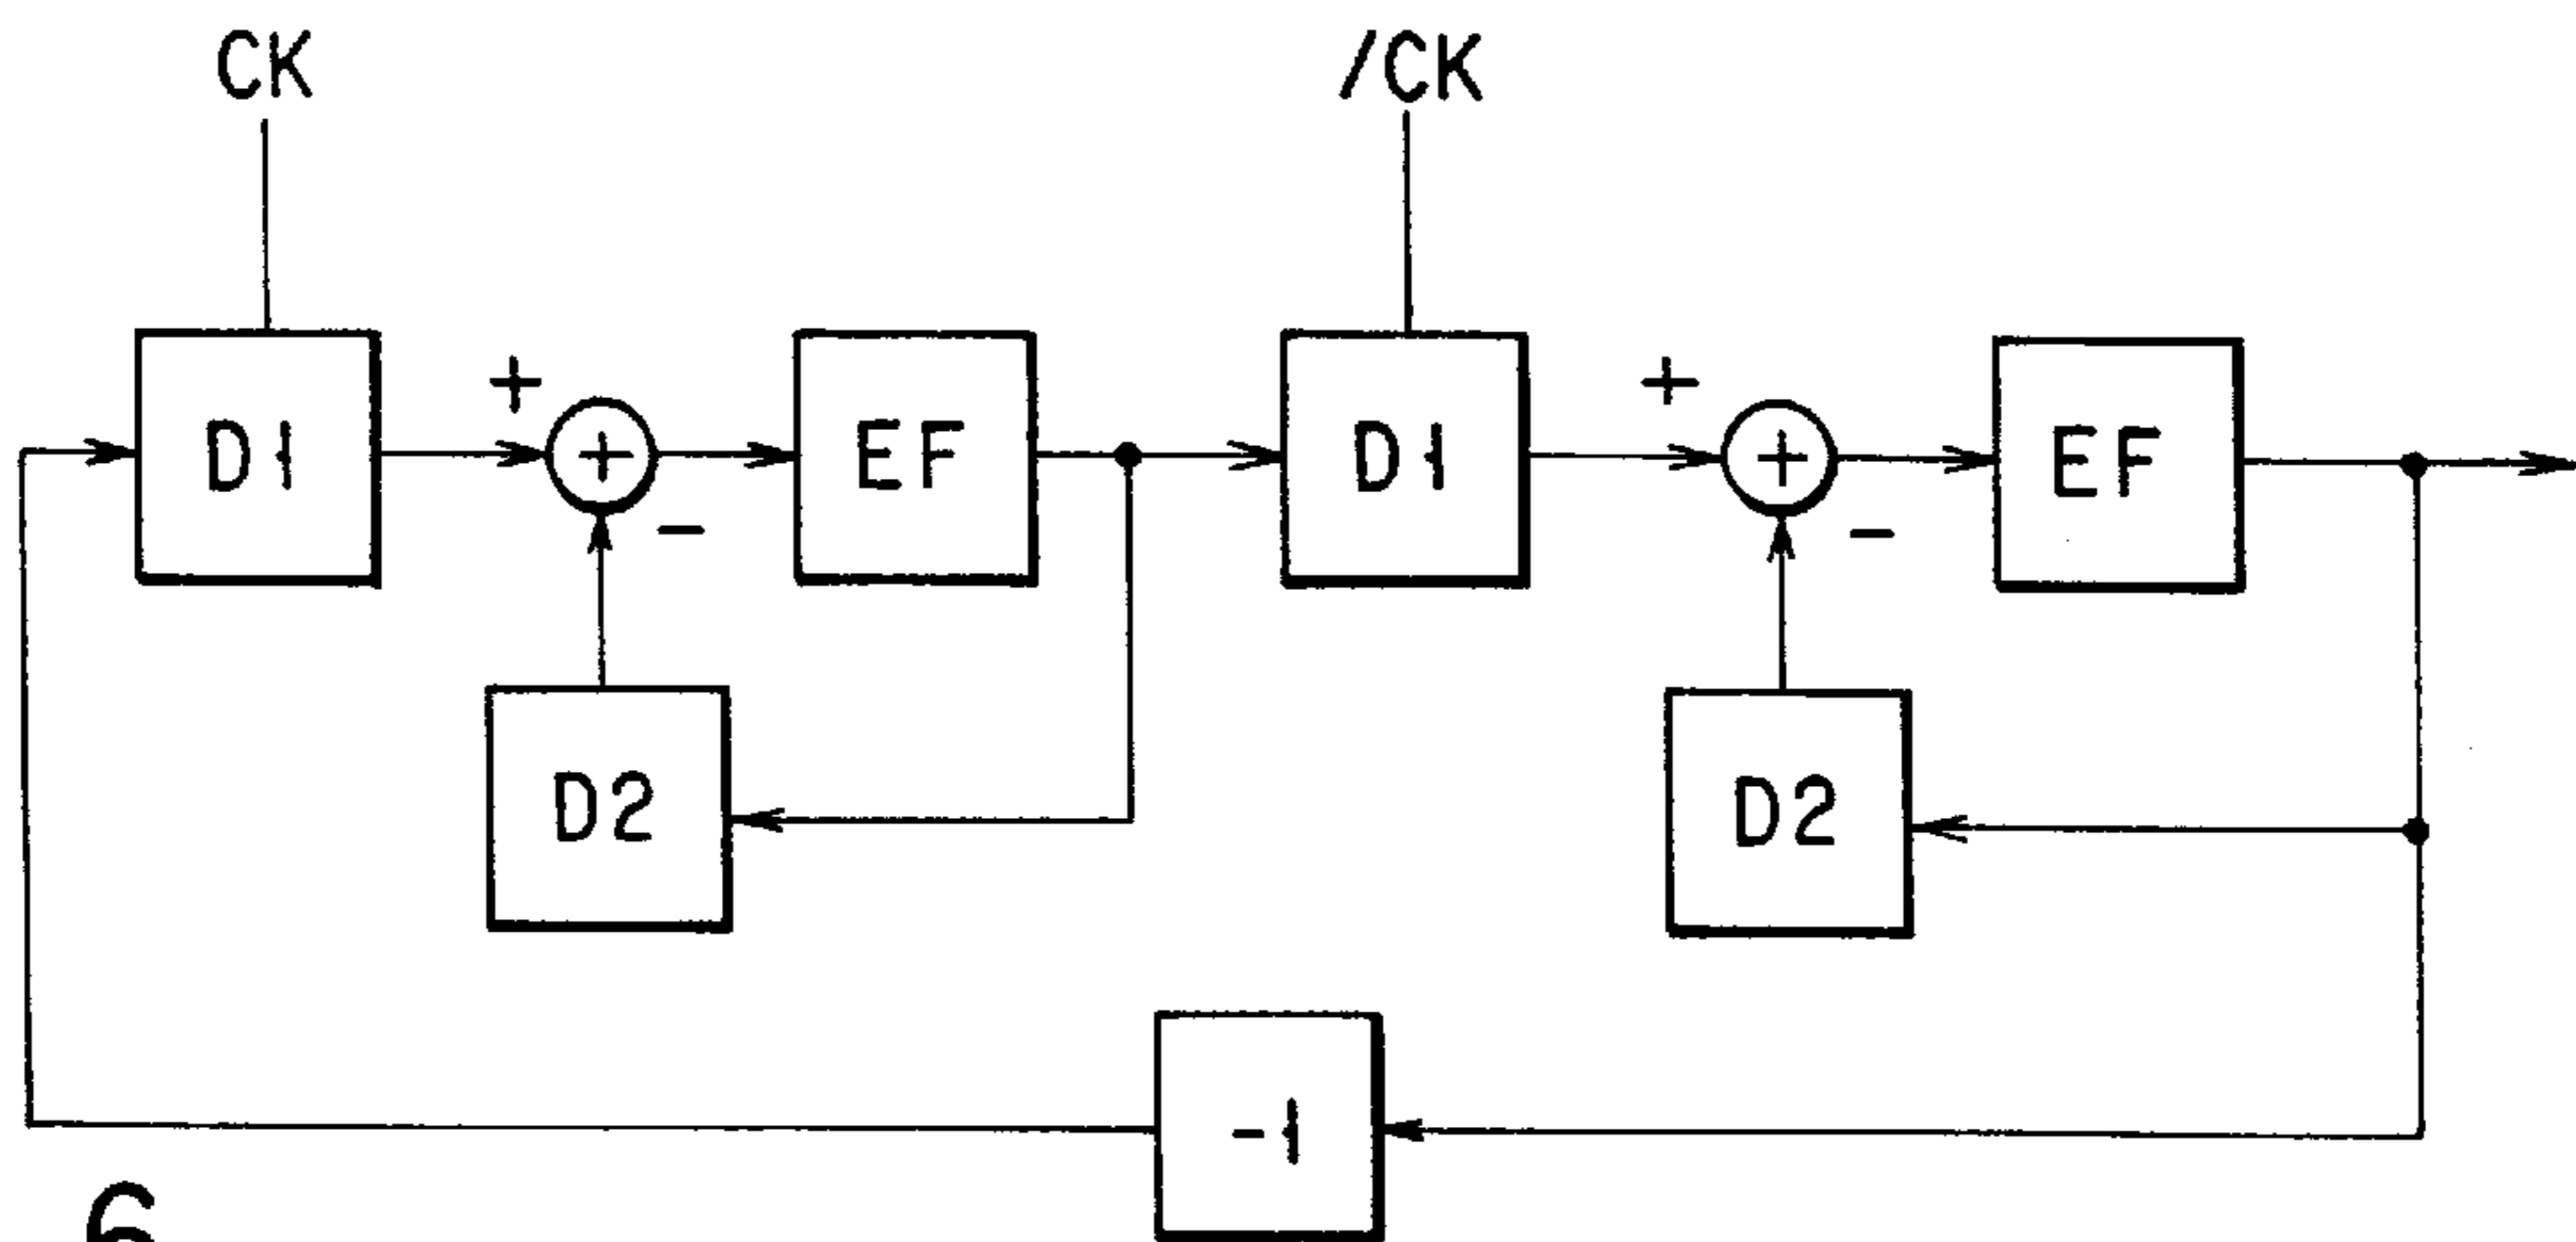 CK /CK
+ +
D1 + EF D1 + EF
- -
D2 D2
-1
6